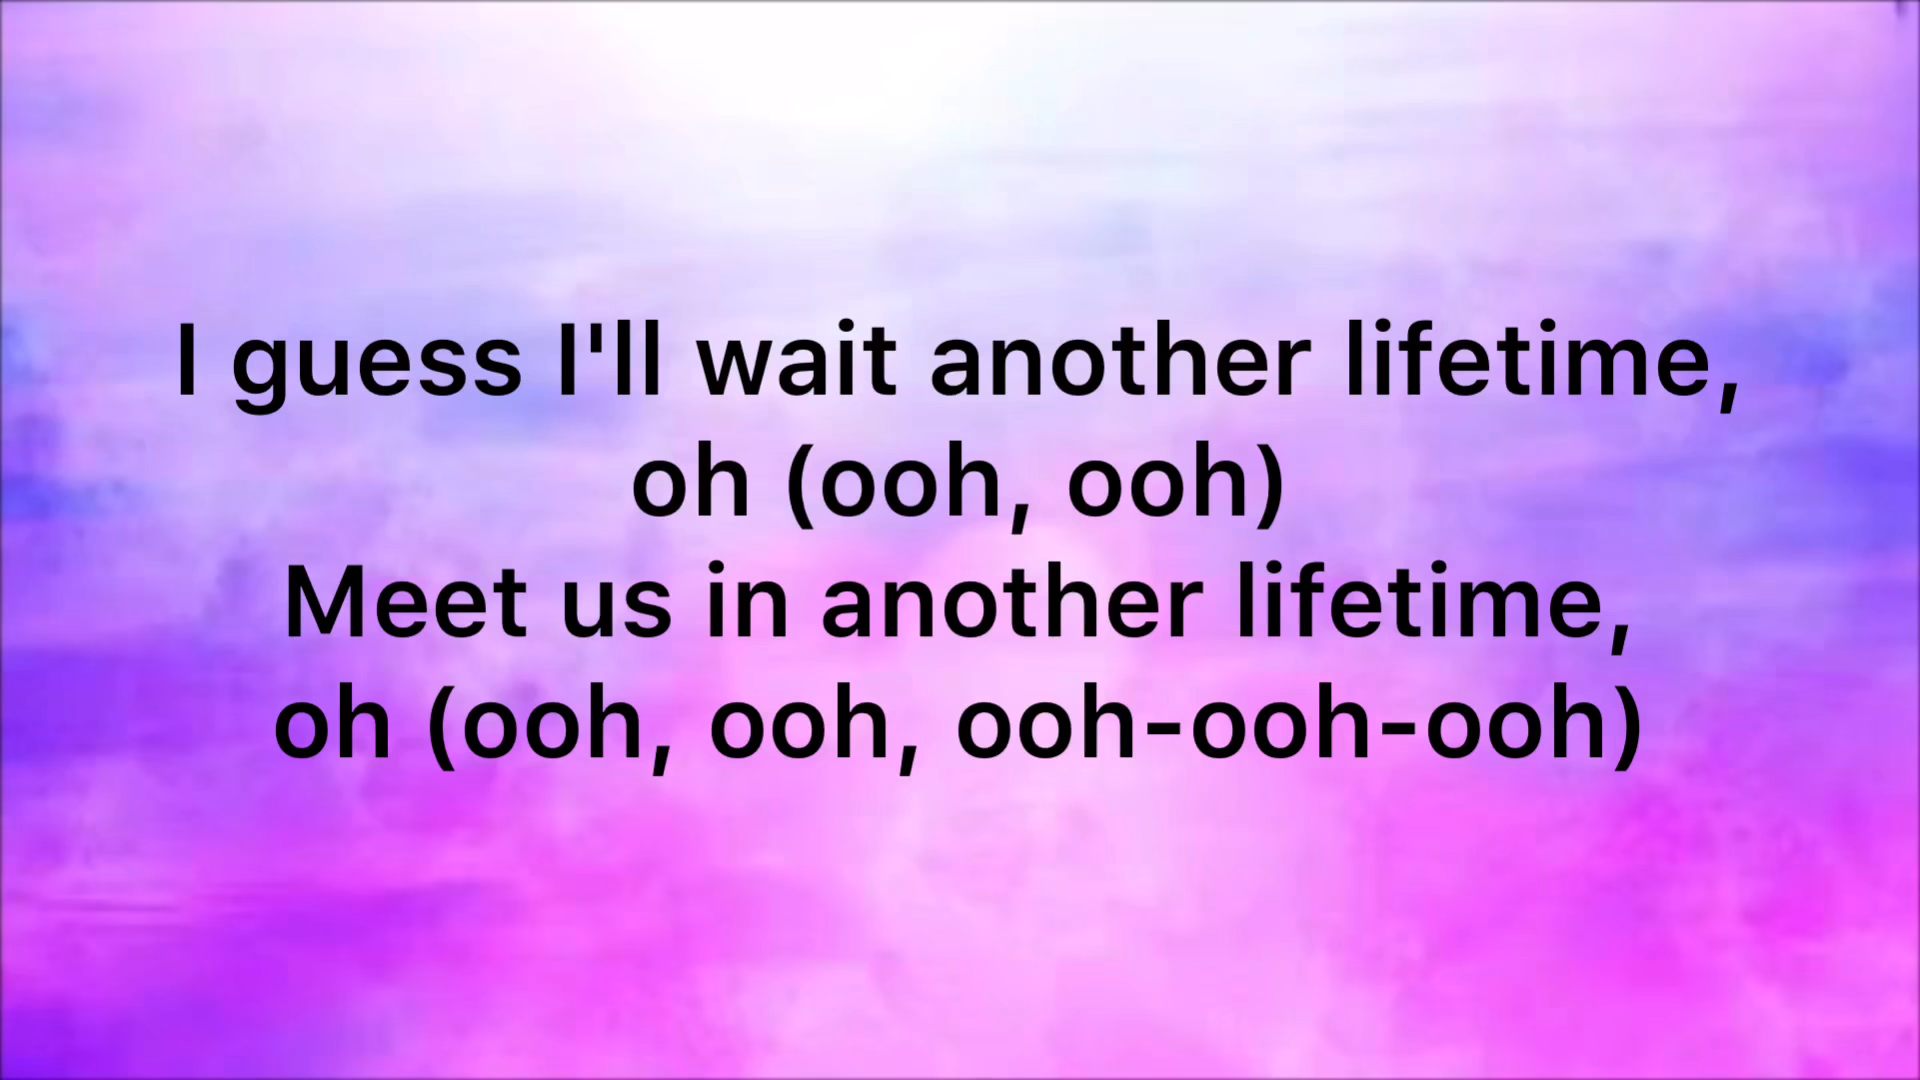 I guess I'll wait another lifetime,
oh (ooh, ooh)
Meet us in another lifetime,
oh (ooh, ooh, ooh-ooh-ooh)